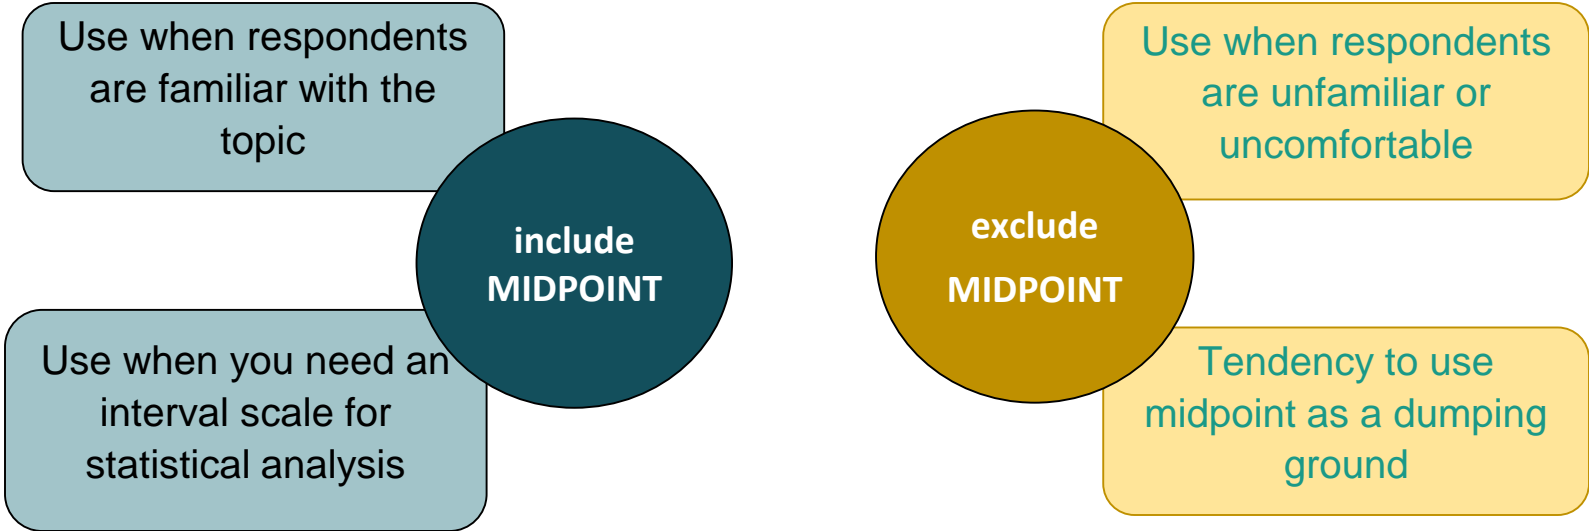 Use when respondents
are familiar with the
topic
include
MIDPOINT
Use when you need an
interval scale for
statistical analysis
Use when respondents
are unfamiliar or
uncomfortable
exclude
MIDPOINT
Tendency to use
midpoint as a dumping
ground